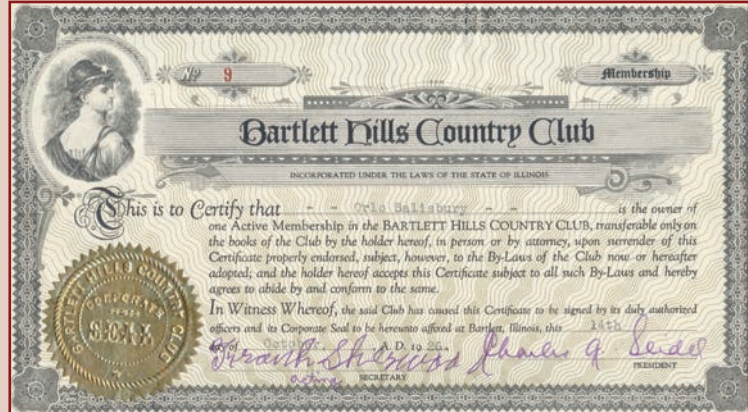 No 9 Membership
Bartlett Hills Country Club
INCORPORATED UNDER THE LAWS OF THE STATE OF ILLINOIS
This is to Certify that - - Orlo Salisbury - - is the owner of
one Active Membership in the BARTLETT HILLS COUNTRY CLUB, transferable only on
the books of the Club by the holder hereof, in person or by attorney, upon surrender of this
Certificate properly endorsed, subject, however, to the By-Laws of the Club now or hereafter
adopted; and the holder hereof accepts this Certificate subject to all such By-Laws and hereby
agrees to abide by and conform to the same.
In Witness Whereof, the said Club has caused this Certificate to be signed by its duly authorized
officers and its Corporate Seal to be hereunto affixed at Bartlett, Illinois, this 14th
day of October A. D. 1926.
Sherwood Charles A. Seidel
acting SECRETARY PRESIDENT
BARTLETT HILLS COUNTRY CLUB
CORPORATE
SEAL